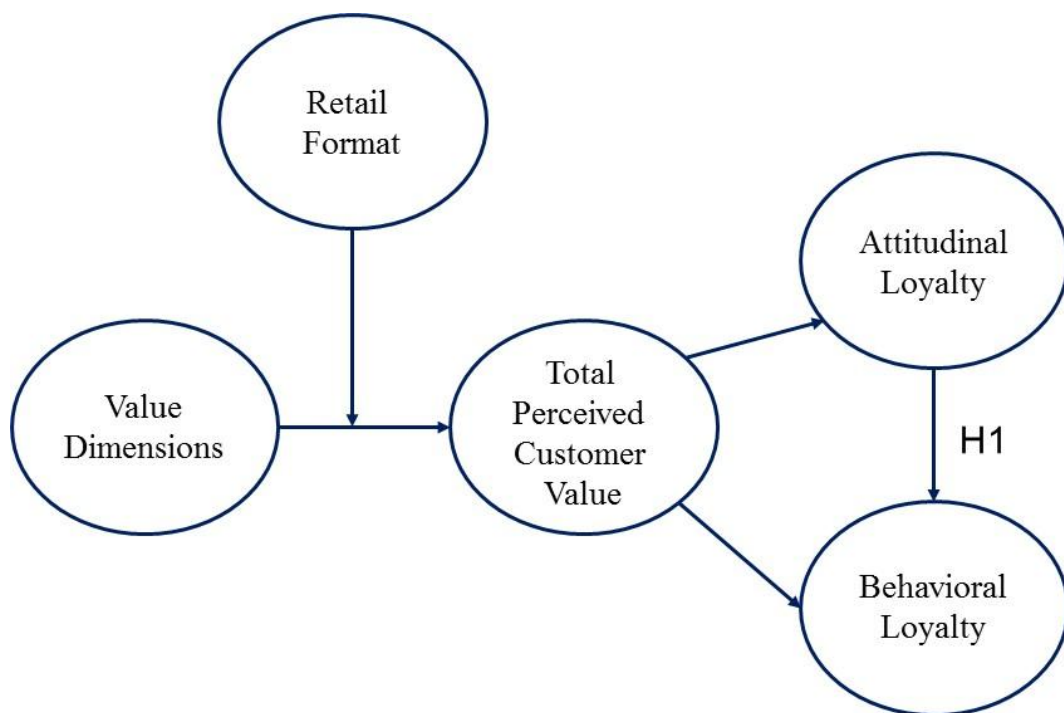 Retail
Format
Attitudinal
Loyalty
Value
Dimensions
Total
Perceived
Customer
Value
H1
Behavioral
Loyalty